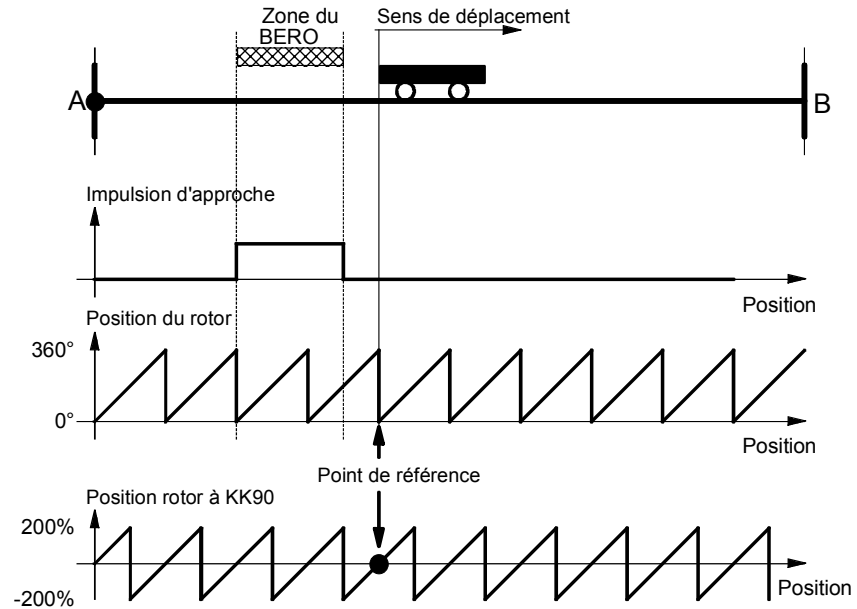 Zone du
BERO
Sens de déplacement
A
B
Impulsion d'approche
Position
Position du rotor
360°
0°
Position
Point de référence
Position rotor à KK90
200%
-200%
Position